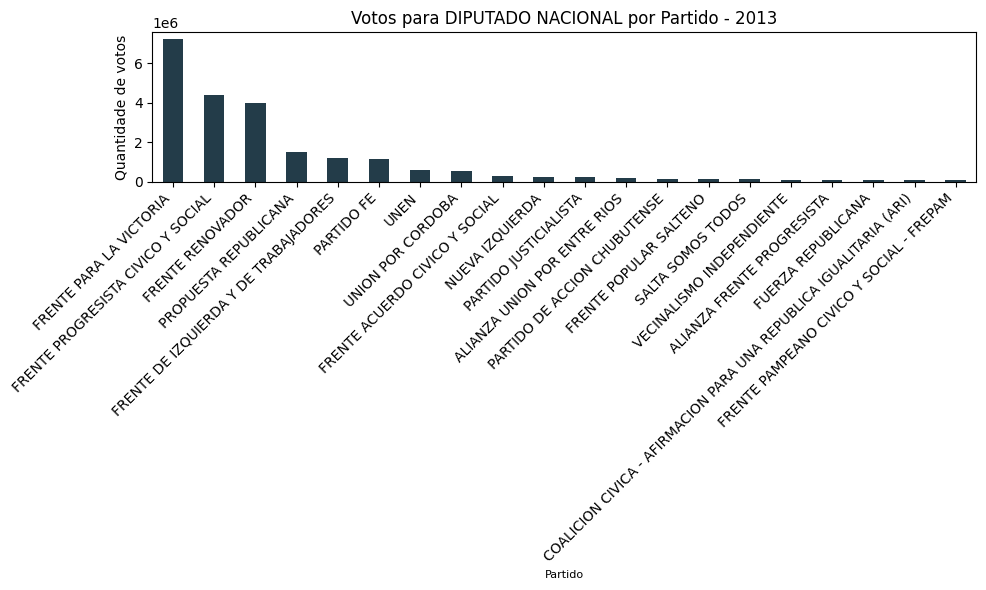 Votos para DIPUTADO NACIONAL por Partido - 2013
1e6
Quantidade de votos
6
4
2
0
FRENTE PARA LA VICTORIA
FRENTE PROGRESISTA CIVICO Y SOCIAL
FRENTE RENOVADOR
PROPUESTA REPUBLICANA
FRENTE DE IZQUIERDA Y DE TRABAJADORES
PARTIDO FE
UNEN
UNION POR CORDOBA
FRENTE ACUERDO CIVICO Y SOCIAL
NUEVA IZQUIERDA
PARTIDO JUSTICIALISTA
ALIANZA UNION POR ENTRE RIOS
PARTIDO DE ACCION CHUBUTENSE
FRENTE POPULAR SALTENO
SALTA SOMOS TODOS
VECINALISMO INDEPENDIENTE
ALIANZA FRENTE PROGRESISTA
FUERZA REPUBLICANA
COALICION CIVICA - AFIRMACION PARA UNA REPUBLICA IGUALITARIA (ARI)
FRENTE PAMPEANO CIVICO Y SOCIAL - FREPAM
Partido